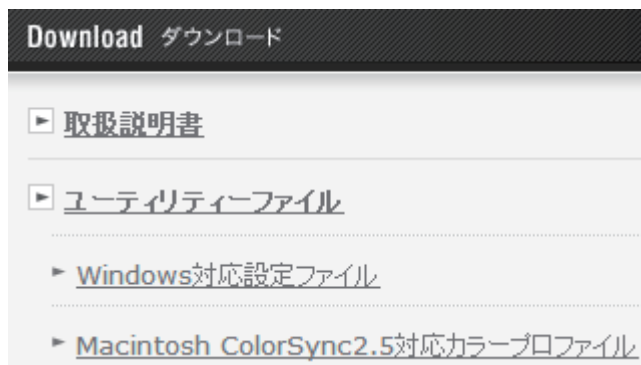 Download ダウンロード
取扱説明書
ユーティリティーファイル
Windows対応設定ファイル
Macintosh ColorSync2.5対応カラープロファイル